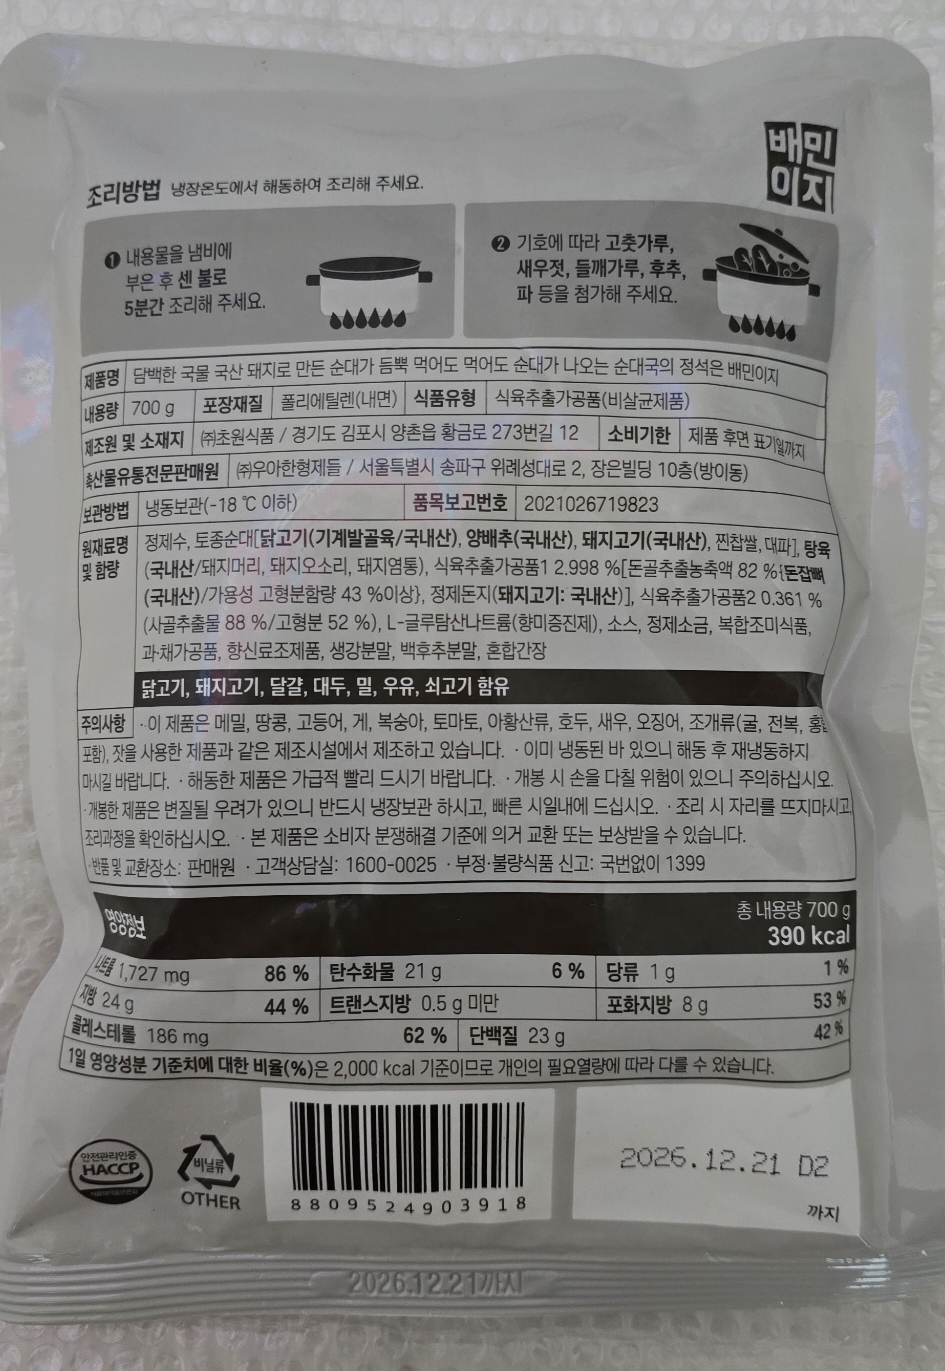 배민
이지
조리방법 냉장온도에서 해동하여 조리해 주세요.
1 내용물을 냄비에
부은 후 센 불로
5분간 조리해 주세요.
2 기호에 따라 고춧가루,
새우젓, 들깨가루, 후추,
파 등을 첨가해 주세요.
제품명 담백한 국물 국산 돼지로 만든 순대가 듬뿍 먹어도 먹어도 순대가 나오는 순대국의 정석은 배민이지
내용량 700 g 포장재질 폴리에틸렌(내면) 식품유형 식육추출가공품(비살균제품)
제조원 및 소재지 ㈜초원식품 / 경기도 김포시 양촌읍 황금로 273번길 12 소비기한 제품 후면 표기일까지
축산물유통전문판매원 ㈜우아한형제들 / 서울특별시 송파구 위례성대로 2, 장은빌딩 10층(방이동)
보관방법 냉동보관(-18 ℃ 이하) 품목보고번호 2021026719823
원재료명 정제수, 토종순대[닭고기(기계발골육/국내산), 양배추(국내산), 돼지고기(국내산), 찐찹쌀, 대파], 탕육
및 함량 (국내산/돼지머리, 돼지오소리, 돼지염통), 식육추출가공품1 2.998 %[돈골추출농축액 82 %{돈잡뼈
(국내산)/가용성 고형분함량 43 %이상}, 정제돈지(돼지고기: 국내산)], 식육추출가공품2 0.361 %
(사골추출물 88 %/고형분 52 %), L-글루탐산나트륨(향미증진제), 소스, 정제소금, 복합조미식품,
과·채가공품, 향신료조제품, 생강분말, 백후추분말, 혼합간장
닭고기, 돼지고기, 달걀, 대두, 밀, 우유, 쇠고기 함유
주의사항 ·이 제품은 메밀, 땅콩, 고등어, 게, 복숭아, 토마토, 아황산류, 호두, 새우, 오징어, 조개류(굴, 전복, 홍합
포함), 잣을 사용한 제품과 같은 제조시설에서 제조하고 있습니다. ·이미 냉동된 바 있으니 해동 후 재냉동하지
마시길 바랍니다. ·해동한 제품은 가급적 빨리 드시기 바랍니다. ·개봉 시 손을 다칠 위험이 있으니 주의하십시오.
·개봉한 제품은 변질될 우려가 있으니 반드시 냉장보관 하시고, 빠른 시일내에 드십시오. ·조리 시 자리를 뜨지마시고,
조리과정을 확인하십시오. ·본 제품은 소비자 분쟁해결 기준에 의거 교환 또는 보상받을 수 있습니다.
·반품 및 교환장소: 판매원 ·고객상담실: 1600-0025 ·부정·불량식품 신고: 국번없이 1399
영양정보 총 내용량 700 g
390 kcal
나트륨 1,727 mg 86 % 탄수화물 21 g 6 % 당류 1 g 1 %
지방 24 g 44 % 트랜스지방 0.5 g 미만 포화지방 8 g 53 %
콜레스테롤 186 mg 62 % 단백질 23 g 42 %
1일 영양성분 기준치에 대한 비율(%)은 2,000 kcal 기준이므로 개인의 필요열량에 따라 다를 수 있습니다.
안전관리인증
HACCP
비닐류
OTHER
8809524903918
2026.12.21 D2
까지
2026.12.21까지